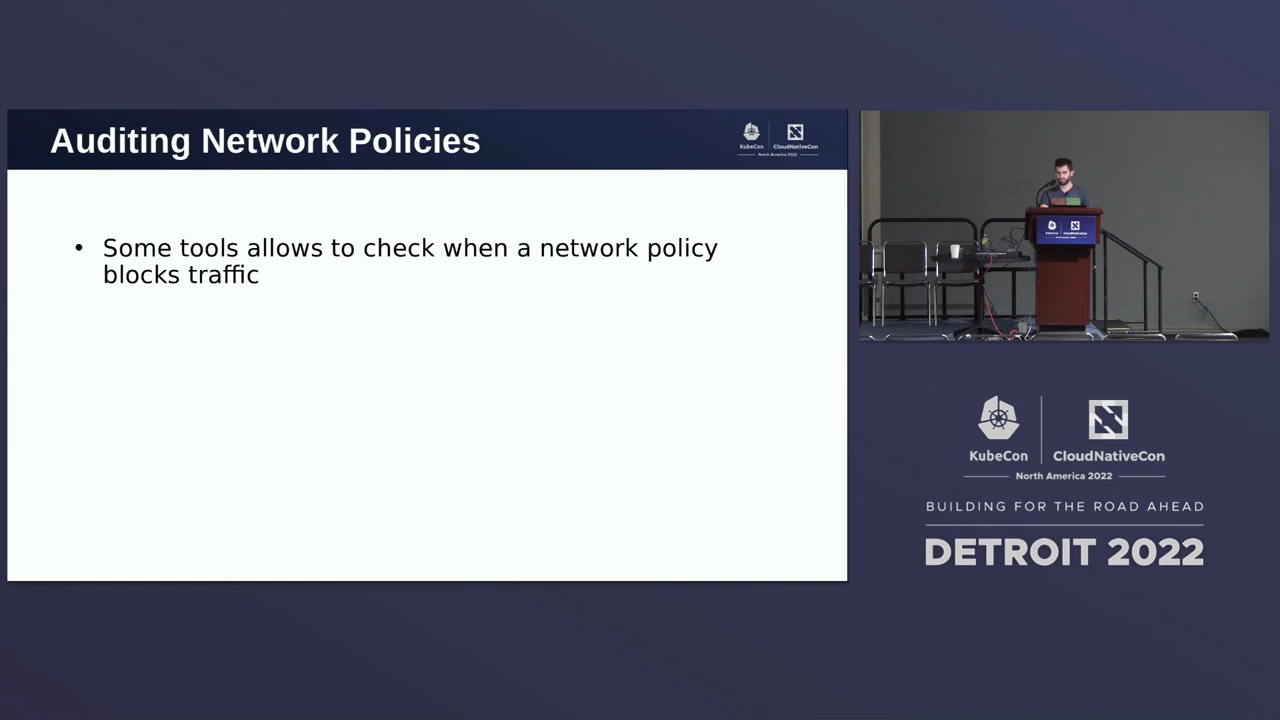 Auditing Network Policies
KubeCon
CloudNativeCon
North America 2022
• Some tools allows to check when a network policy
blocks traffic
KubeCon
CloudNativeCon
North America 2022
BUILDING FOR THE ROAD AHEAD
DETROIT 2022